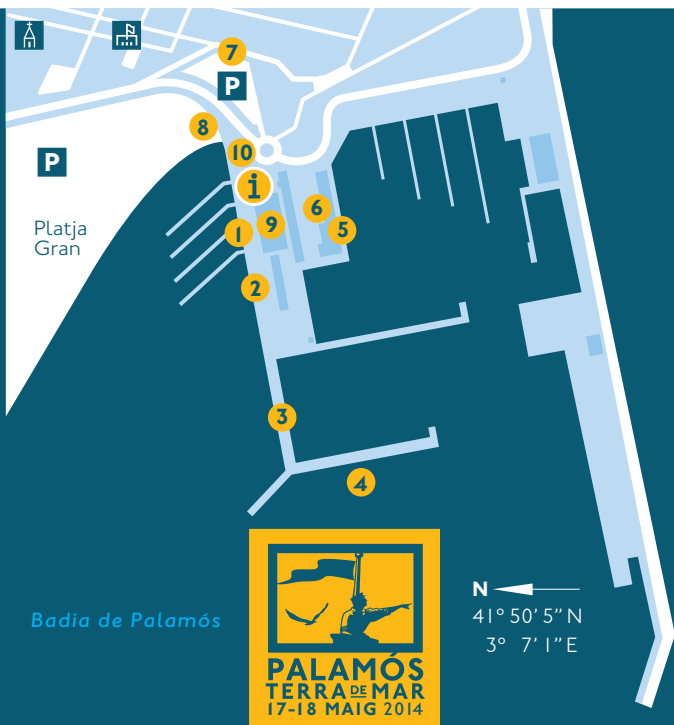 7
P
8
P
10
i
6
9
5
1
Platja
Gran
2
3
4
N
41° 50' 5" N
3° 7' 1" E
Badia de Palamós
PALAMÓS
TERRA DE MAR
17-18 MAIG 2014